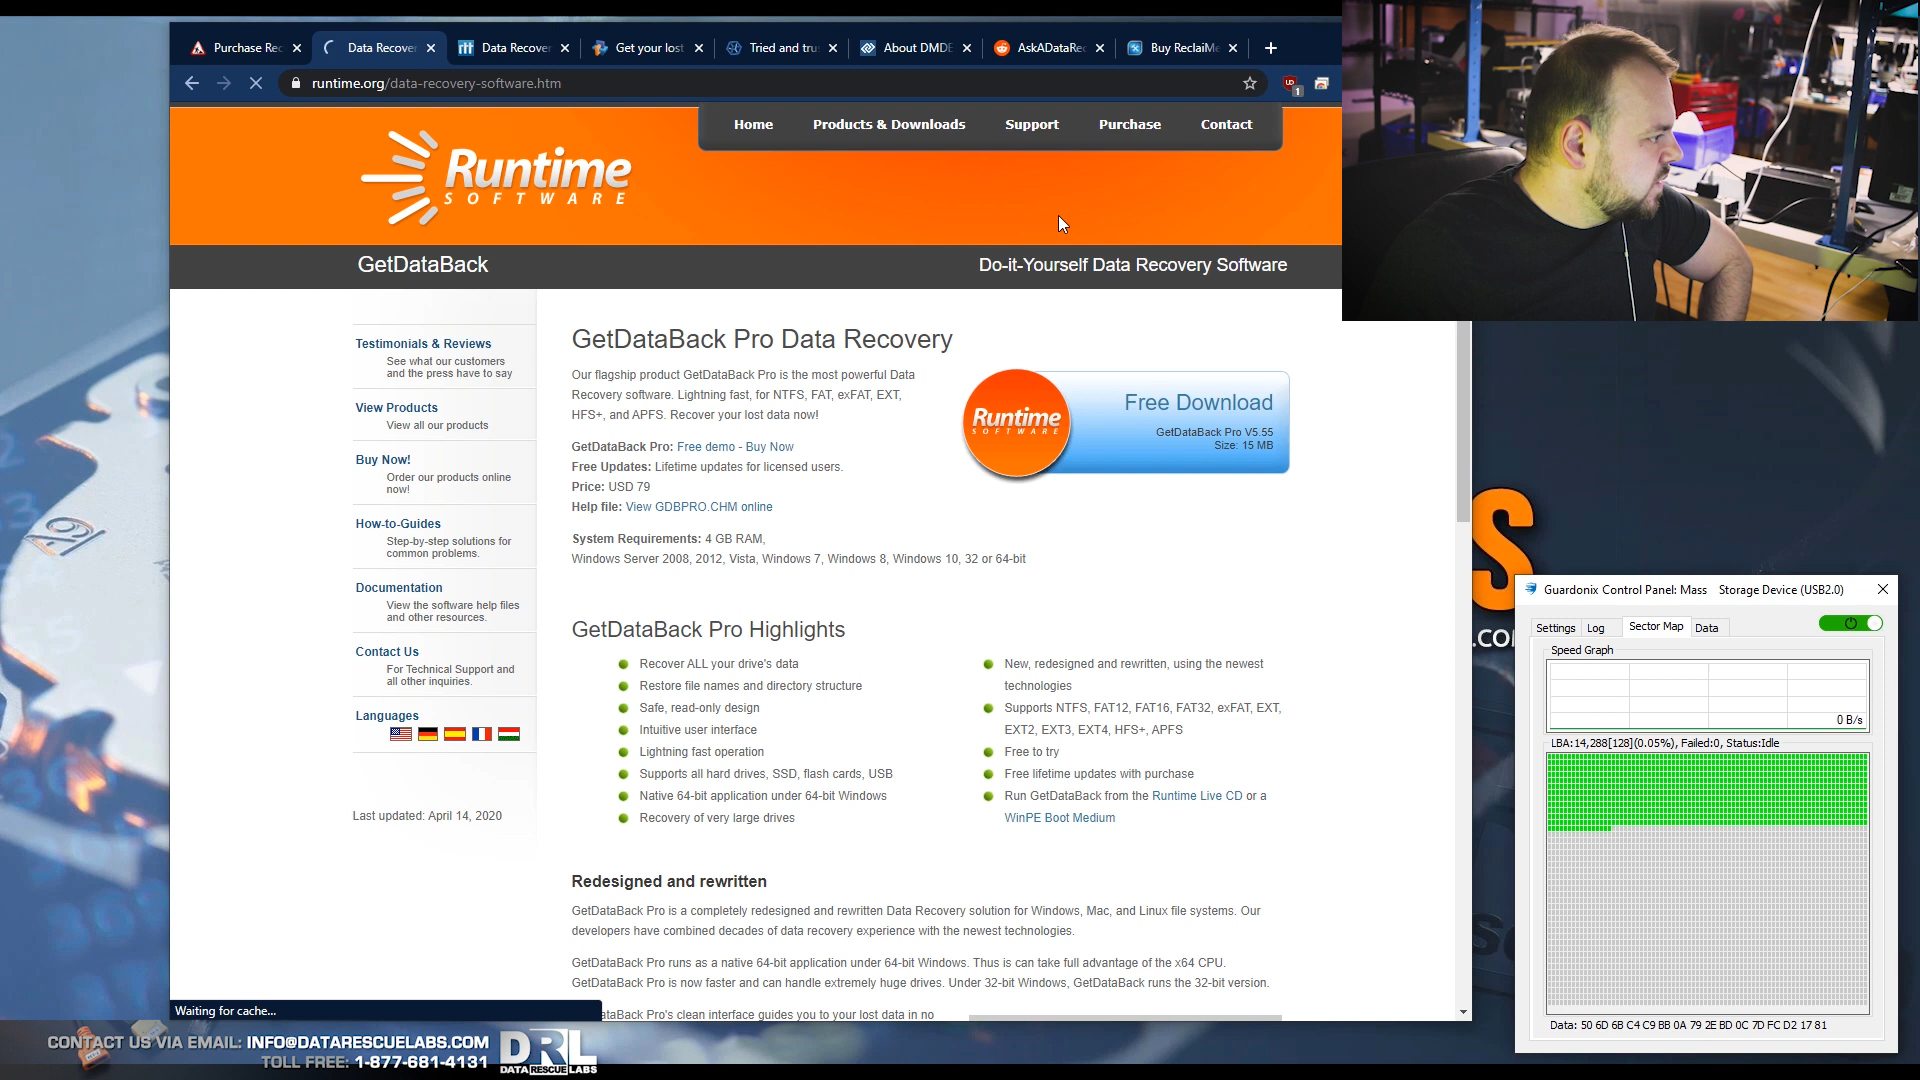 Purchase Rec
Data Recover
Data Recover
Get your lost
Tried and tru
About DMDE
AskADataRec
Buy ReclaiMe
runtime.org/data-recovery-software.htm
1
Home
Products & Downloads
Support
Purchase
Contact
Runtime
SOFTWARE
GetDataBack
Do-it-Yourself Data Recovery Software
Testimonials & Reviews
See what our customers
and the press have to say
View Products
View all our products
Buy Now!
Order our products online
now!
How-to-Guides
Step-by-step solutions for
common problems.
Documentation
View the software help files
and other resources.
Contact Us
For Technical Support and
all other inquiries.
Languages
Last updated: April 14, 2020
GetDataBack Pro Data Recovery
Our flagship product GetDataBack Pro is the most powerful Data
Recovery software. Lightning fast, for NTFS, FAT, exFAT, EXT,
HFS+, and APFS. Recover your lost data now!
GetDataBack Pro: Free demo - Buy Now
Free Updates: Lifetime updates for licensed users.
Price: USD 79
Help file: View GDBPRO.CHM online
System Requirements: 4 GB RAM,
Windows Server 2008, 2012, Vista, Windows 7, Windows 8, Windows 10, 32 or 64-bit
Runtime
SOFTWARE
Free Download
GetDataBack Pro V5.55
Size: 15 MB
GetDataBack Pro Highlights
Recover ALL your drive's data
Restore file names and directory structure
Safe, read-only design
Intuitive user interface
Lightning fast operation
Supports all hard drives, SSD, flash cards, USB
Native 64-bit application under 64-bit Windows
Recovery of very large drives
New, redesigned and rewritten, using the newest
technologies
Supports NTFS, FAT12, FAT16, FAT32, exFAT, EXT,
EXT2, EXT3, EXT4, HFS+, APFS
Free to try
Free lifetime updates with purchase
Run GetDataBack from the Runtime Live CD or a
WinPE Boot Medium
Redesigned and rewritten
GetDataBack Pro is a completely redesigned and rewritten Data Recovery solution for Windows, Mac, and Linux file systems. Our
developers have combined decades of data recovery experience with the newest technologies.
GetDataBack Pro runs as a native 64-bit application under 64-bit Windows. Thus is can take full advantage of the x64 CPU.
GetDataBack Pro is now faster and can handle extremely huge drives. Under 32-bit Windows, GetDataBack runs the 32-bit version.
ataBack Pro's clean interface guides you to your lost data in no
Waiting for cache...
S
.CO
Guardonix Control Panel: Mass Storage Device (USB2.0)
Settings
Log
Sector Map
Data
Speed Graph
0 B/s
LBA:14,288[128](0.05%), Failed:0, Status:Idle
Data: 50 6D 6B C4 C9 BB 0A 79 2E BD 0C 7D FC D2 17 81
CONTACT US VIA EMAIL: INFO@DATARESCUELABS.COM
TOLL FREE: 1-877-681-4131
DRL
DATA RESCUE LABS